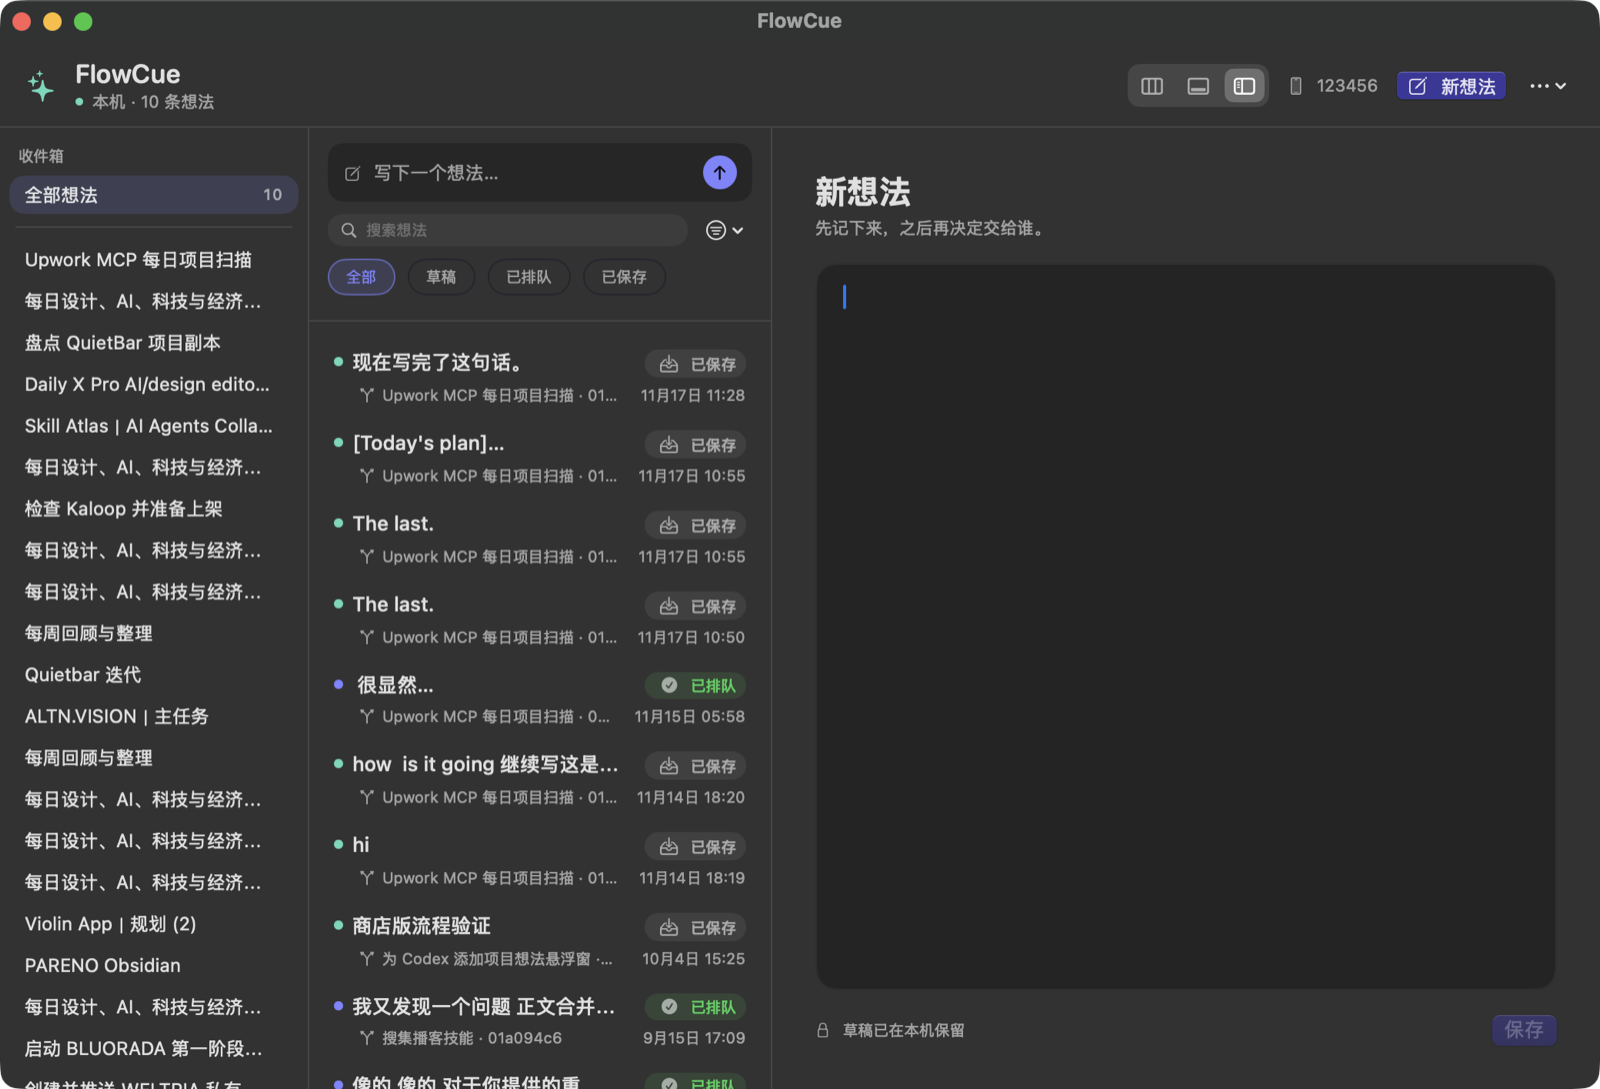 FlowCue
FlowCue
本机 · 10 条想法
123456
新想法
收件箱
全部想法 10
Upwork MCP 每日项目扫描
每日设计、AI、科技与经济…
盘点 QuietBar 项目副本
Daily X Pro AI/design edito...
Skill Atlas | AI Agents Colla...
每日设计、AI、科技与经济…
检查 Kaloop 并准备上架
每日设计、AI、科技与经济…
每日设计、AI、科技与经济…
每周回顾与整理
Quietbar 迭代
ALTN.VISION | 主任务
每周回顾与整理
每日设计、AI、科技与经济…
每日设计、AI、科技与经济…
每日设计、AI、科技与经济…
Violin App | 规划 (2)
PARENO Obsidian
每日设计、AI、科技与经济…
启动 BLUORADA 第一阶段…
创建并推送 WELTRIA 私有
写下一个想法...
搜索想法
全部 草稿 已排队 已保存
现在写完了这句话。 已保存
Upwork MCP 每日项目扫描 · 01... 11月17日 11:28
[Today's plan]... 已保存
Upwork MCP 每日项目扫描 · 01... 11月17日 10:55
The last. 已保存
Upwork MCP 每日项目扫描 · 01... 11月17日 10:55
The last. 已保存
Upwork MCP 每日项目扫描 · 01... 11月17日 10:50
很显然... 已排队
Upwork MCP 每日项目扫描 · 0... 11月15日 05:58
how  is it going 继续写这是... 已保存
Upwork MCP 每日项目扫描 · 01... 11月14日 18:20
hi 已保存
Upwork MCP 每日项目扫描 · 01... 11月14日 18:19
商店版流程验证 已保存
为 Codex 添加项目想法悬浮窗 ·... 10月4日 15:25
我又发现一个问题 正文合并... 已排队
搜集播客技能 · 01a094c6 9月15日 17:09
像的 像的 对于你提供的重 已排队
新想法
先记下来，之后再决定交给谁。
草稿已在本机保留
保存